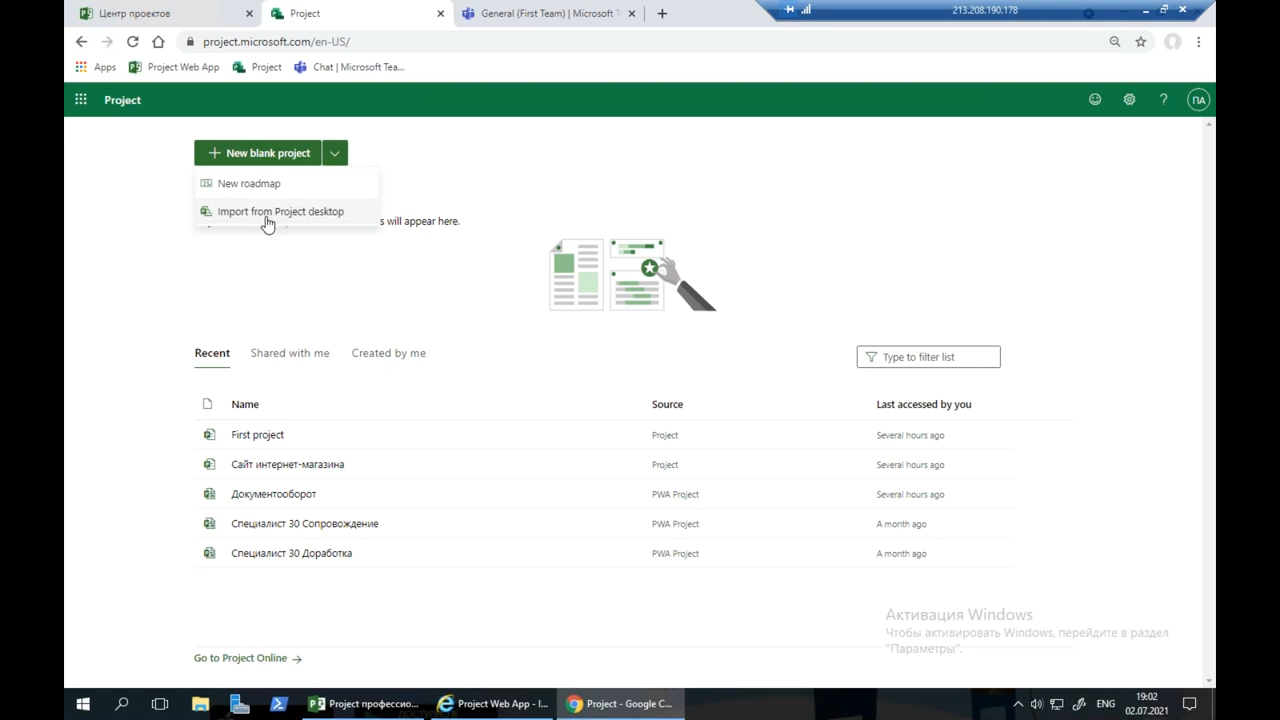 Центр проектов
Project
General (First Team) | Microsoft T
213.208.190.178
project.microsoft.com/en-US/
Apps
Project Web App
Project
Chat | Microsoft Tea...
Project
ПА
New blank project
New roadmap
Import from Project desktop
s will appear here.
Recent
Shared with me
Created by me
Type to filter list
Name
Source
Last accessed by you
First project
Project
Several hours ago
Сайт интернет-магазина
Project
Several hours ago
Документооборот
PWA Project
Several hours ago
Специалист 30 Сопровождение
PWA Project
A month ago
Специалист 30 Доработка
PWA Project
A month ago
Активация Windows
Чтобы активировать Windows, перейдите в раздел
"Параметры".
Go to Project Online
Project професcио...
Project Web App - I...
Project - Google C...
ENG
19:02
02.07.2021